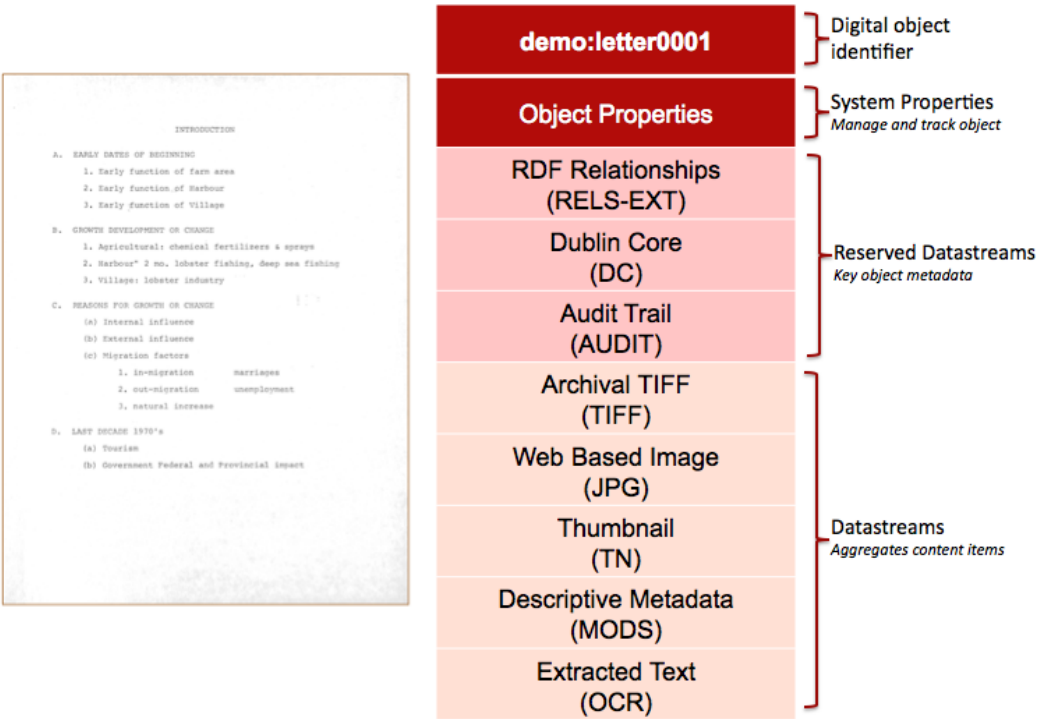 INTRODUCTION
A. EARLY DATES OF BEGINNING
1. Early function of farm area
2. Early function of Harbour
3. Early function of Village
B. GROWTH DEVELOPMENT OR CHANGE
1. Agricultural: chemical fertilizers & sprays
2. Harbour" 2 mo. lobster fishing, deep sea fishing
3. Village: lobster industry
C. REASONS FOR GROWTH OR CHANGE
(a) Internal influence
(b) External influence
(c) Migration factors
1. in-migration marriages
2. out-migration unemployment
3. natural increase
D. LAST DECADE 1970's
(a) Tourism
(b) Government Federal and Provincial impact
demo:letter0001
Digital object
identifier
Object Properties
System Properties
Manage and track object
RDF Relationships
(RELS-EXT)
Dublin Core
(DC)
Audit Trail
(AUDIT)
Reserved Datastreams
Key object metadata
Archival TIFF
(TIFF)
Web Based Image
(JPG)
Thumbnail
(TN)
Descriptive Metadata
(MODS)
Extracted Text
(OCR)
Datastreams
Aggregates content items